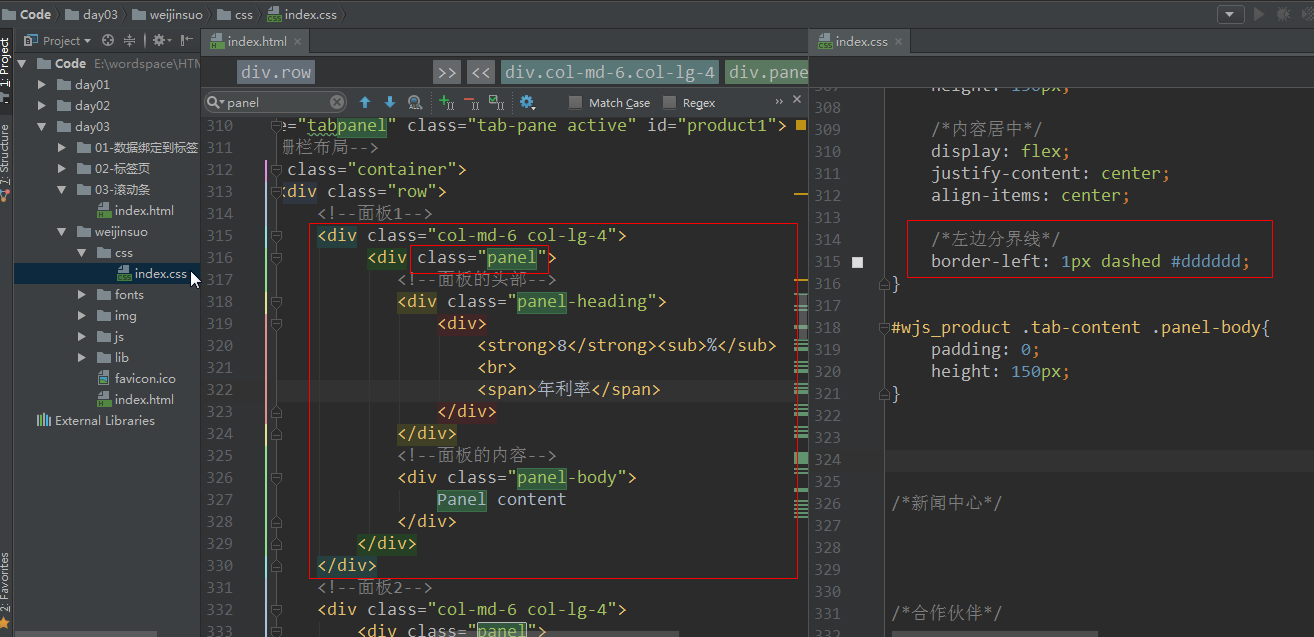 Code day03 weijinsuo css index.css
Project
index.html
index.css
1: Project
7: Structure
2: Favorites
Code E:\wordspace\HTM
day01
day02
day03
01-数据绑定到标签
02-标签页
03-滚动条
index.html
weijinsuo
css
index.css
fonts
img
js
lib
favicon.ico
index.html
External Libraries
div.row >> << div.col-md-6.col-lg-4 div.pane
panel Match Case Regex >>
310 e="tabpanel" class="tab-pane active" id="product1">
311 栅栏布局-->
312 class="container">
313 <div class="row">
314 <!--面板1-->
315 <div class="col-md-6 col-lg-4">
316 <div class="panel">
317 <!--面板的头部-->
318 <div class="panel-heading">
319 <div>
320 <strong>8</strong><sub>%</sub>
321 <br>
322 <span>年利率</span>
323 </div>
324 </div>
325 <!--面板的内容-->
326 <div class="panel-body">
327 Panel content
328 </div>
329 </div>
330 </div>
331 <!--面板2-->
332 <div class="col-md-6 col-lg-4">
333 <div class="panel">
307 height: 150px;
308
309 /*内容居中*/
310 display: flex;
311 justify-content: center;
312 align-items: center;
313
314 /*左边分界线*/
315 border-left: 1px dashed #dddddd;
316 }
317
318 #wjs_product .tab-content .panel-body{
319 padding: 0;
320 height: 150px;
321 }
322
323
324
325
326 /*新闻中心*/
327
328
329
330
331 /*合作伙伴*/
332